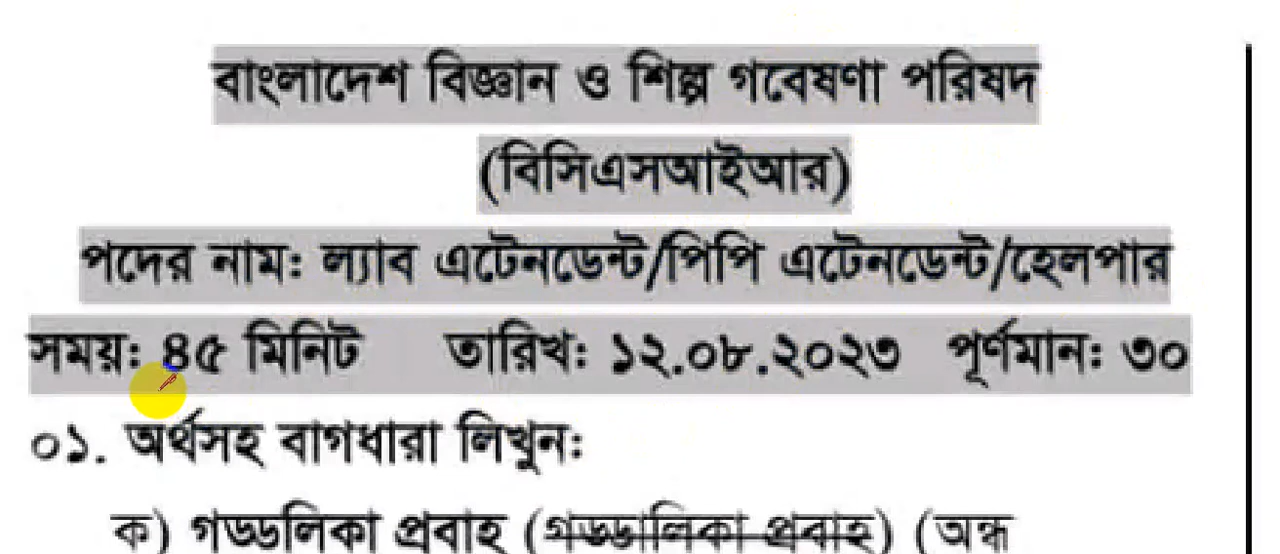 বাংলাদেশ বিজ্ঞান ও শিল্প গবেষণা পরিষদ
(বিসিএসআইআর)
পদের নাম: ল্যাব এটেনডেন্ট/পিপি এটেনডেন্ট/হেলপার
সময়: ৪৫ মিনিট তারিখ: ১২.০৮.২০২৩ পূর্ণমান: ৩০
০১. অর্থসহ বাগধারা লিখুন:
ক) গড্ডলিকা প্রবাহ (গড্ডালিকা প্রবাহ) (অন্ধ